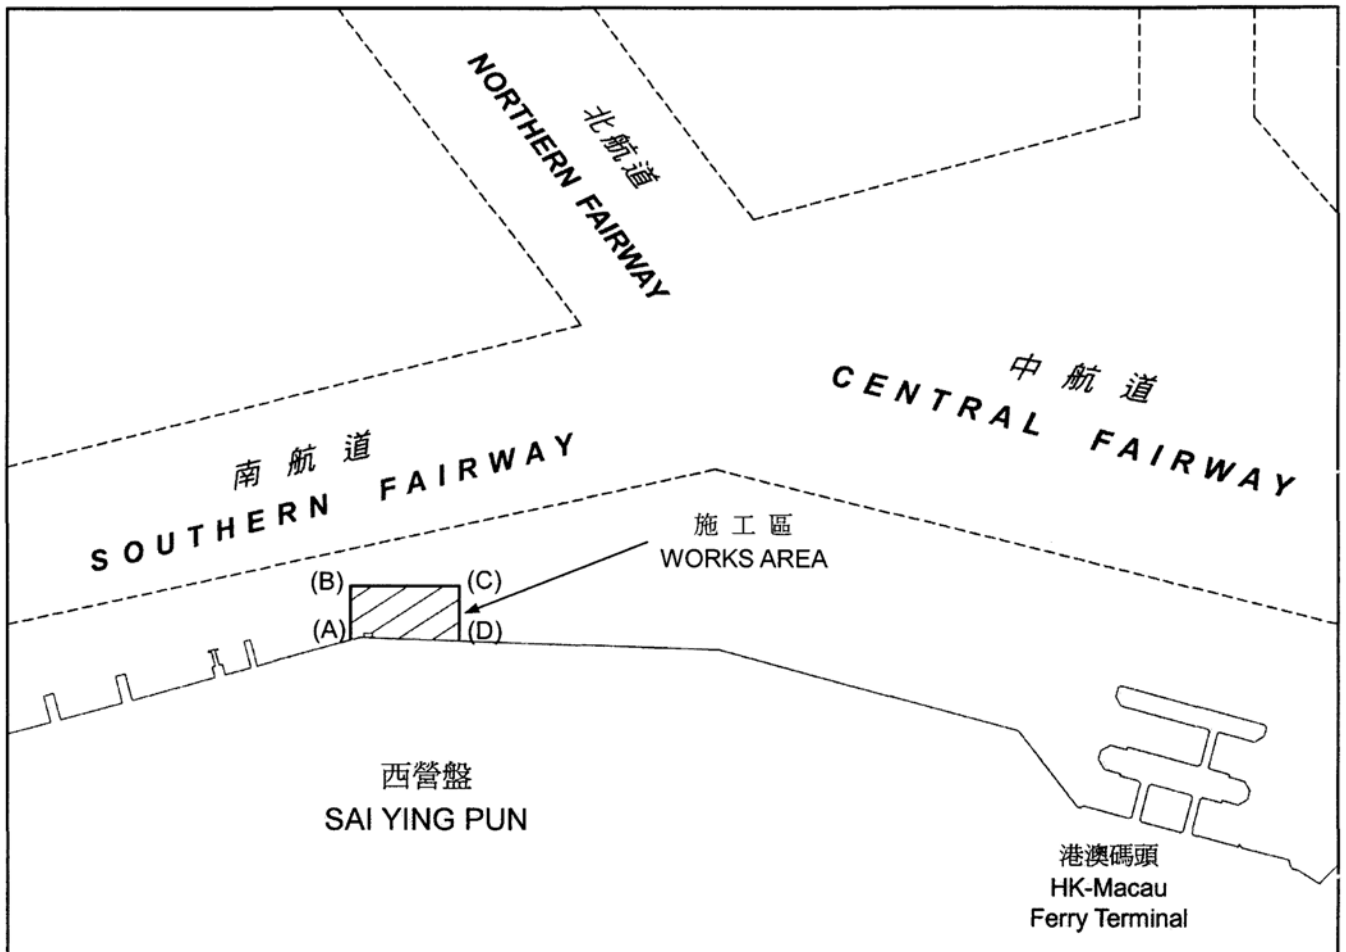 北航道
NORTHERN FAIRWAY
中航道
CENTRAL FAIRWAY
南航道
SOUTHERN FAIRWAY
施工區
WORKS AREA
(B)
(C)
(A)
(D)
西營盤
SAI YING PUN
港澳碼頭
HK-Macau
Ferry Terminal